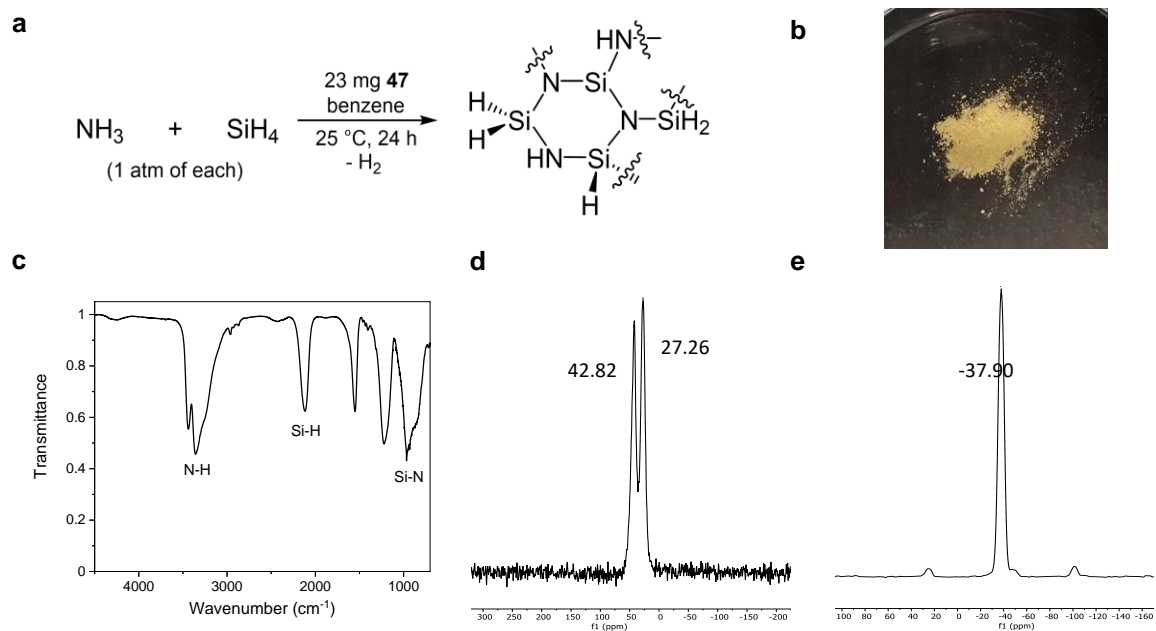 a
NH3 + SiH4
(1 atm of each)
23 mg 47
benzene
25 °C, 24 h
- H2
HN
N Si
H
H
Si N SiH2
HN Si
H
b
c
Transmittance
1
0.8
0.6
0.4
0.2
0
N-H
Si-H
Si-N
4000 3000 2000 1000
Wavenumber (cm-1)
d
42.82
27.26
300 250 200 150 100 50 0 -50 -100 -150 -200
f1 (ppm)
e
-37.90
100 80 60 40 20 0 -20 -40 -60 -80 -100 -120 -140 -160
f1 (ppm)